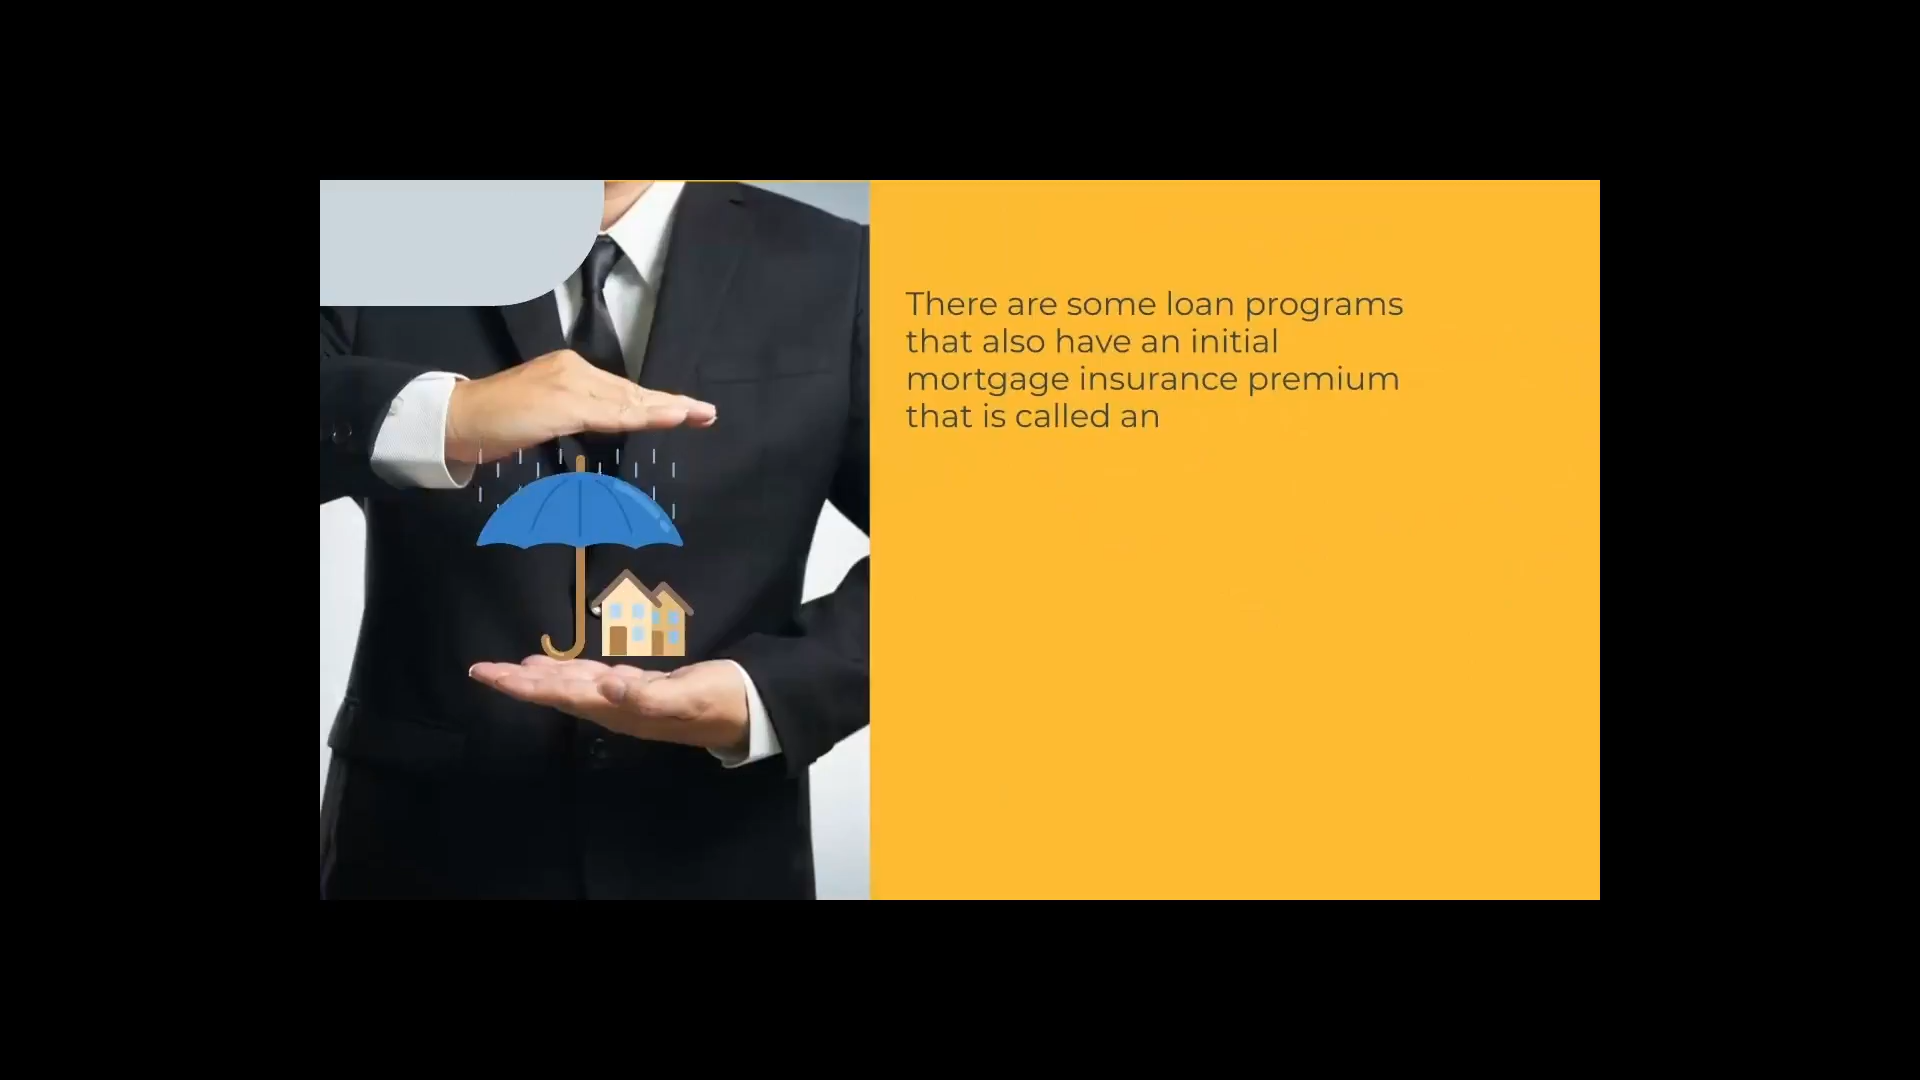 There are some loan programs
that also have an initial
mortgage insurance premium
that is called an